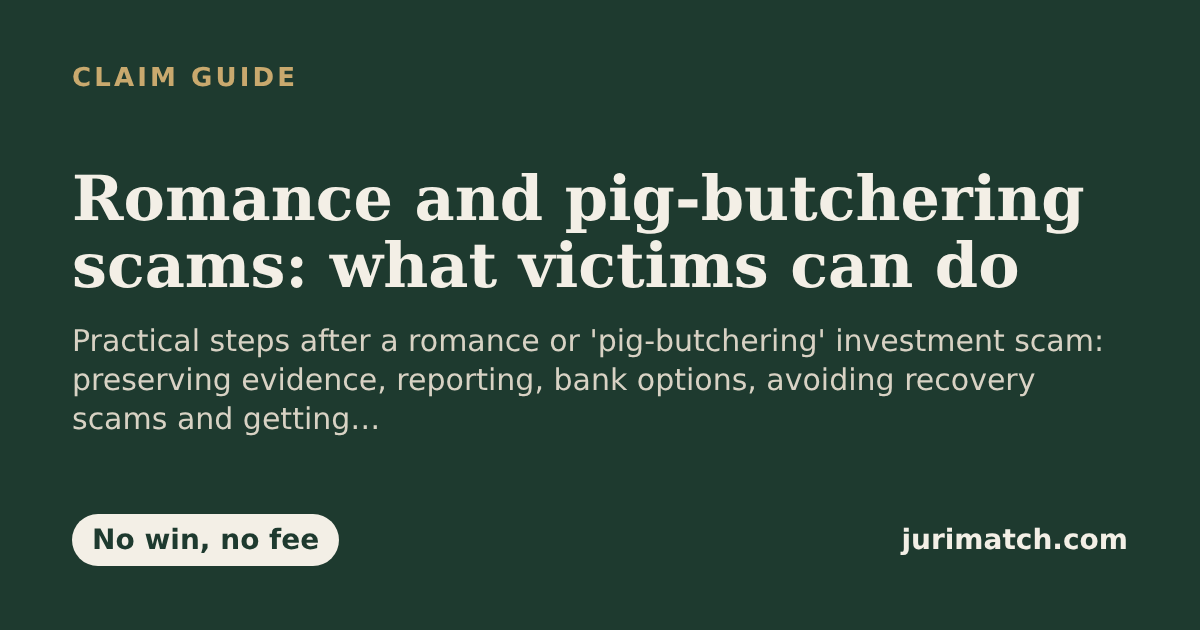 CLAIM GUIDE
Romance and pig-butchering
scams: what victims can do
Practical steps after a romance or 'pig-butchering' investment scam:
preserving evidence, reporting, bank options, avoiding recovery
scams and getting…
No win, no fee
jurimatch.com